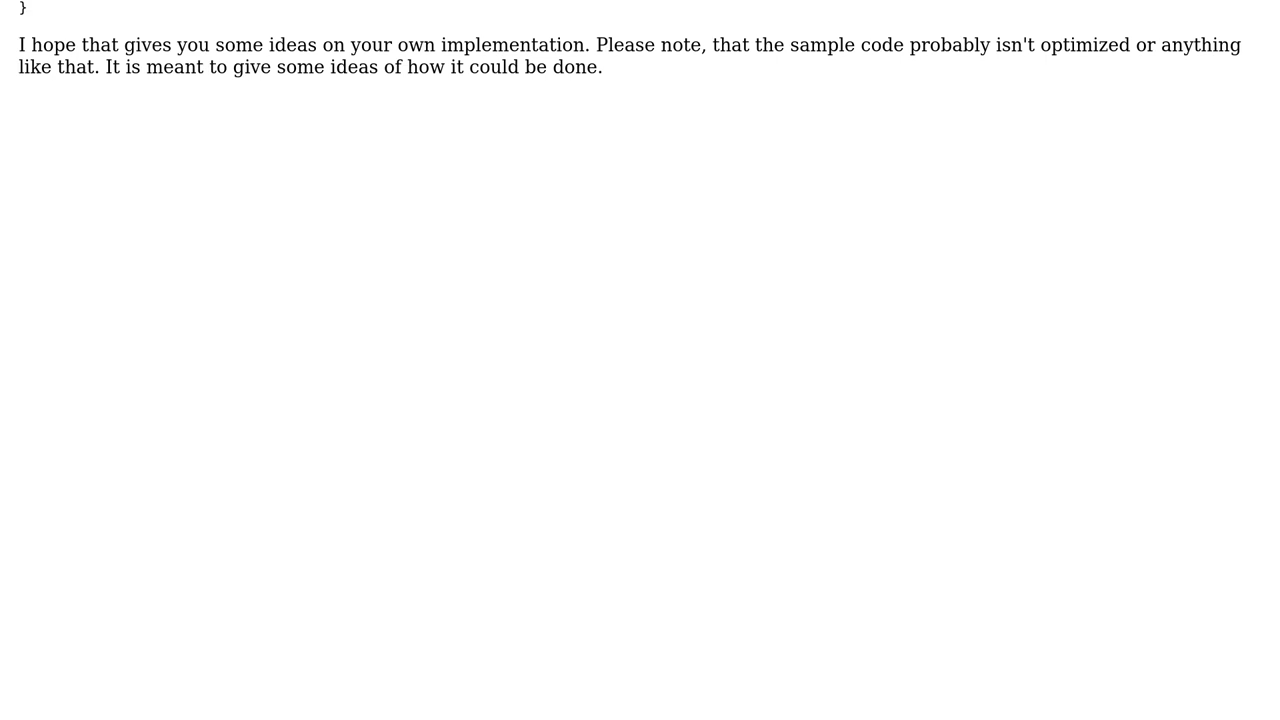 }
I hope that gives you some ideas on your own implementation. Please note, that the sample code probably isn't optimized or anything
like that. It is meant to give some ideas of how it could be done.